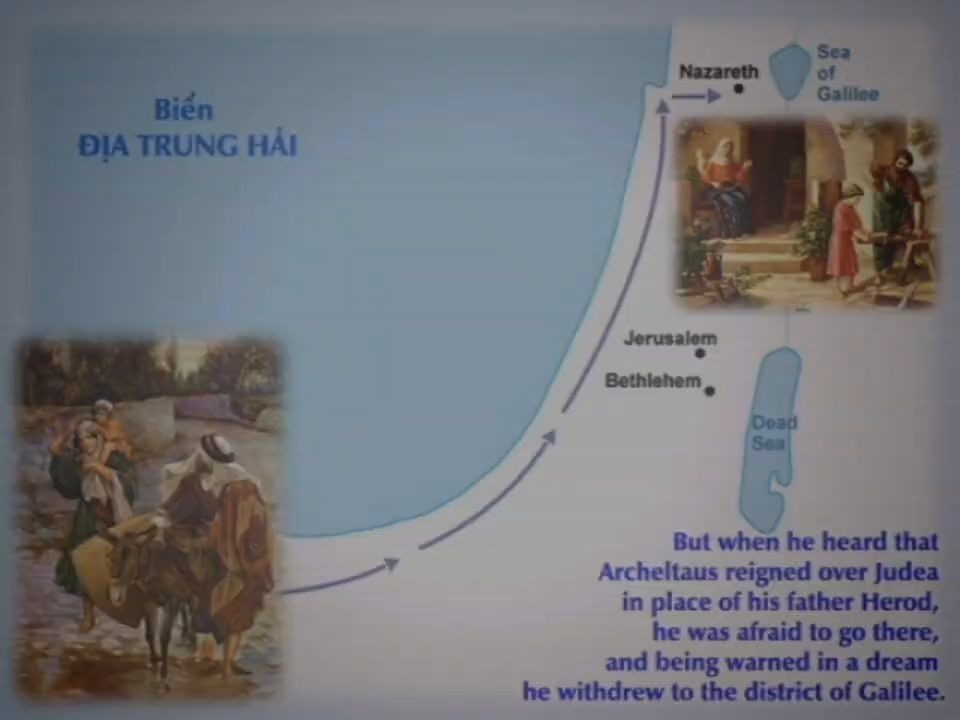 Biển
ĐỊA TRUNG HẢI
Nazareth
Sea
of
Galilee
Jerusalem
Bethlehem
Dead
Sea
But when he heard that
Archeltaus reigned over Judea
in place of his father Herod,
he was afraid to go there,
and being warned in a dream
he withdrew to the district of Galilee.